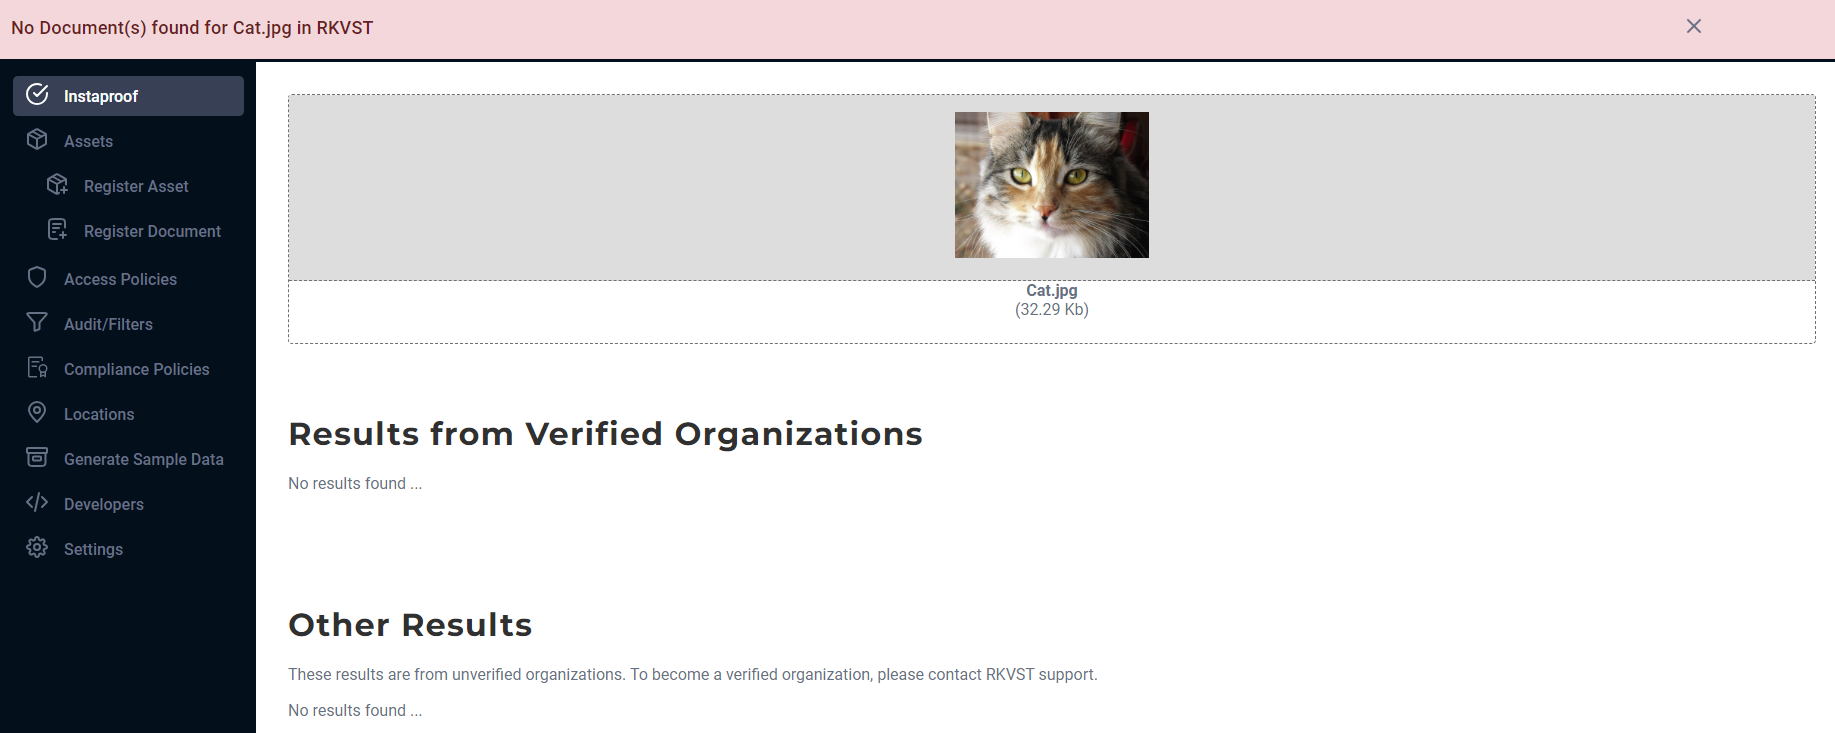 No Document(s) found for Cat.jpg in RKVST
Instaproof
Assets
Register Asset
Register Document
Access Policies
Audit/Filters
Compliance Policies
Locations
Generate Sample Data
Developers
Settings
Cat.jpg
(32.29 Kb)
Results from Verified Organizations
No results found ...
Other Results
These results are from unverified organizations. To become a verified organization, please contact RKVST support.
No results found ...